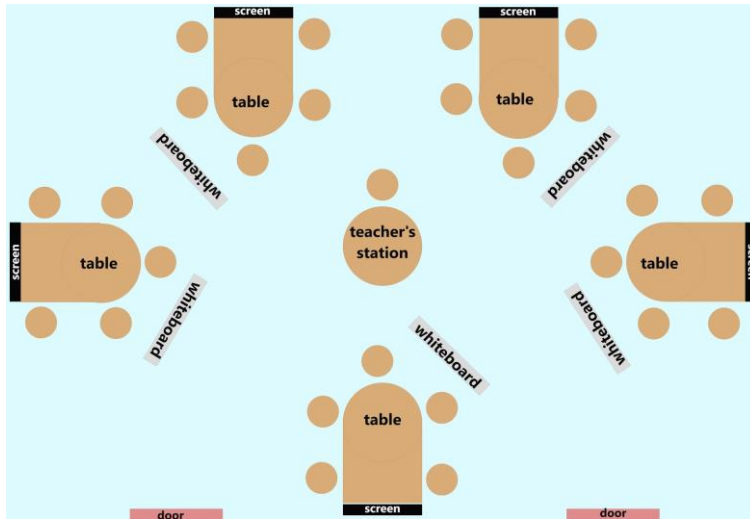 screen
screen
table
table
whiteboard
whiteboard
teacher's
station
screen
table
table
screen
whiteboard
whiteboard
whiteboard
table
screen
door
door